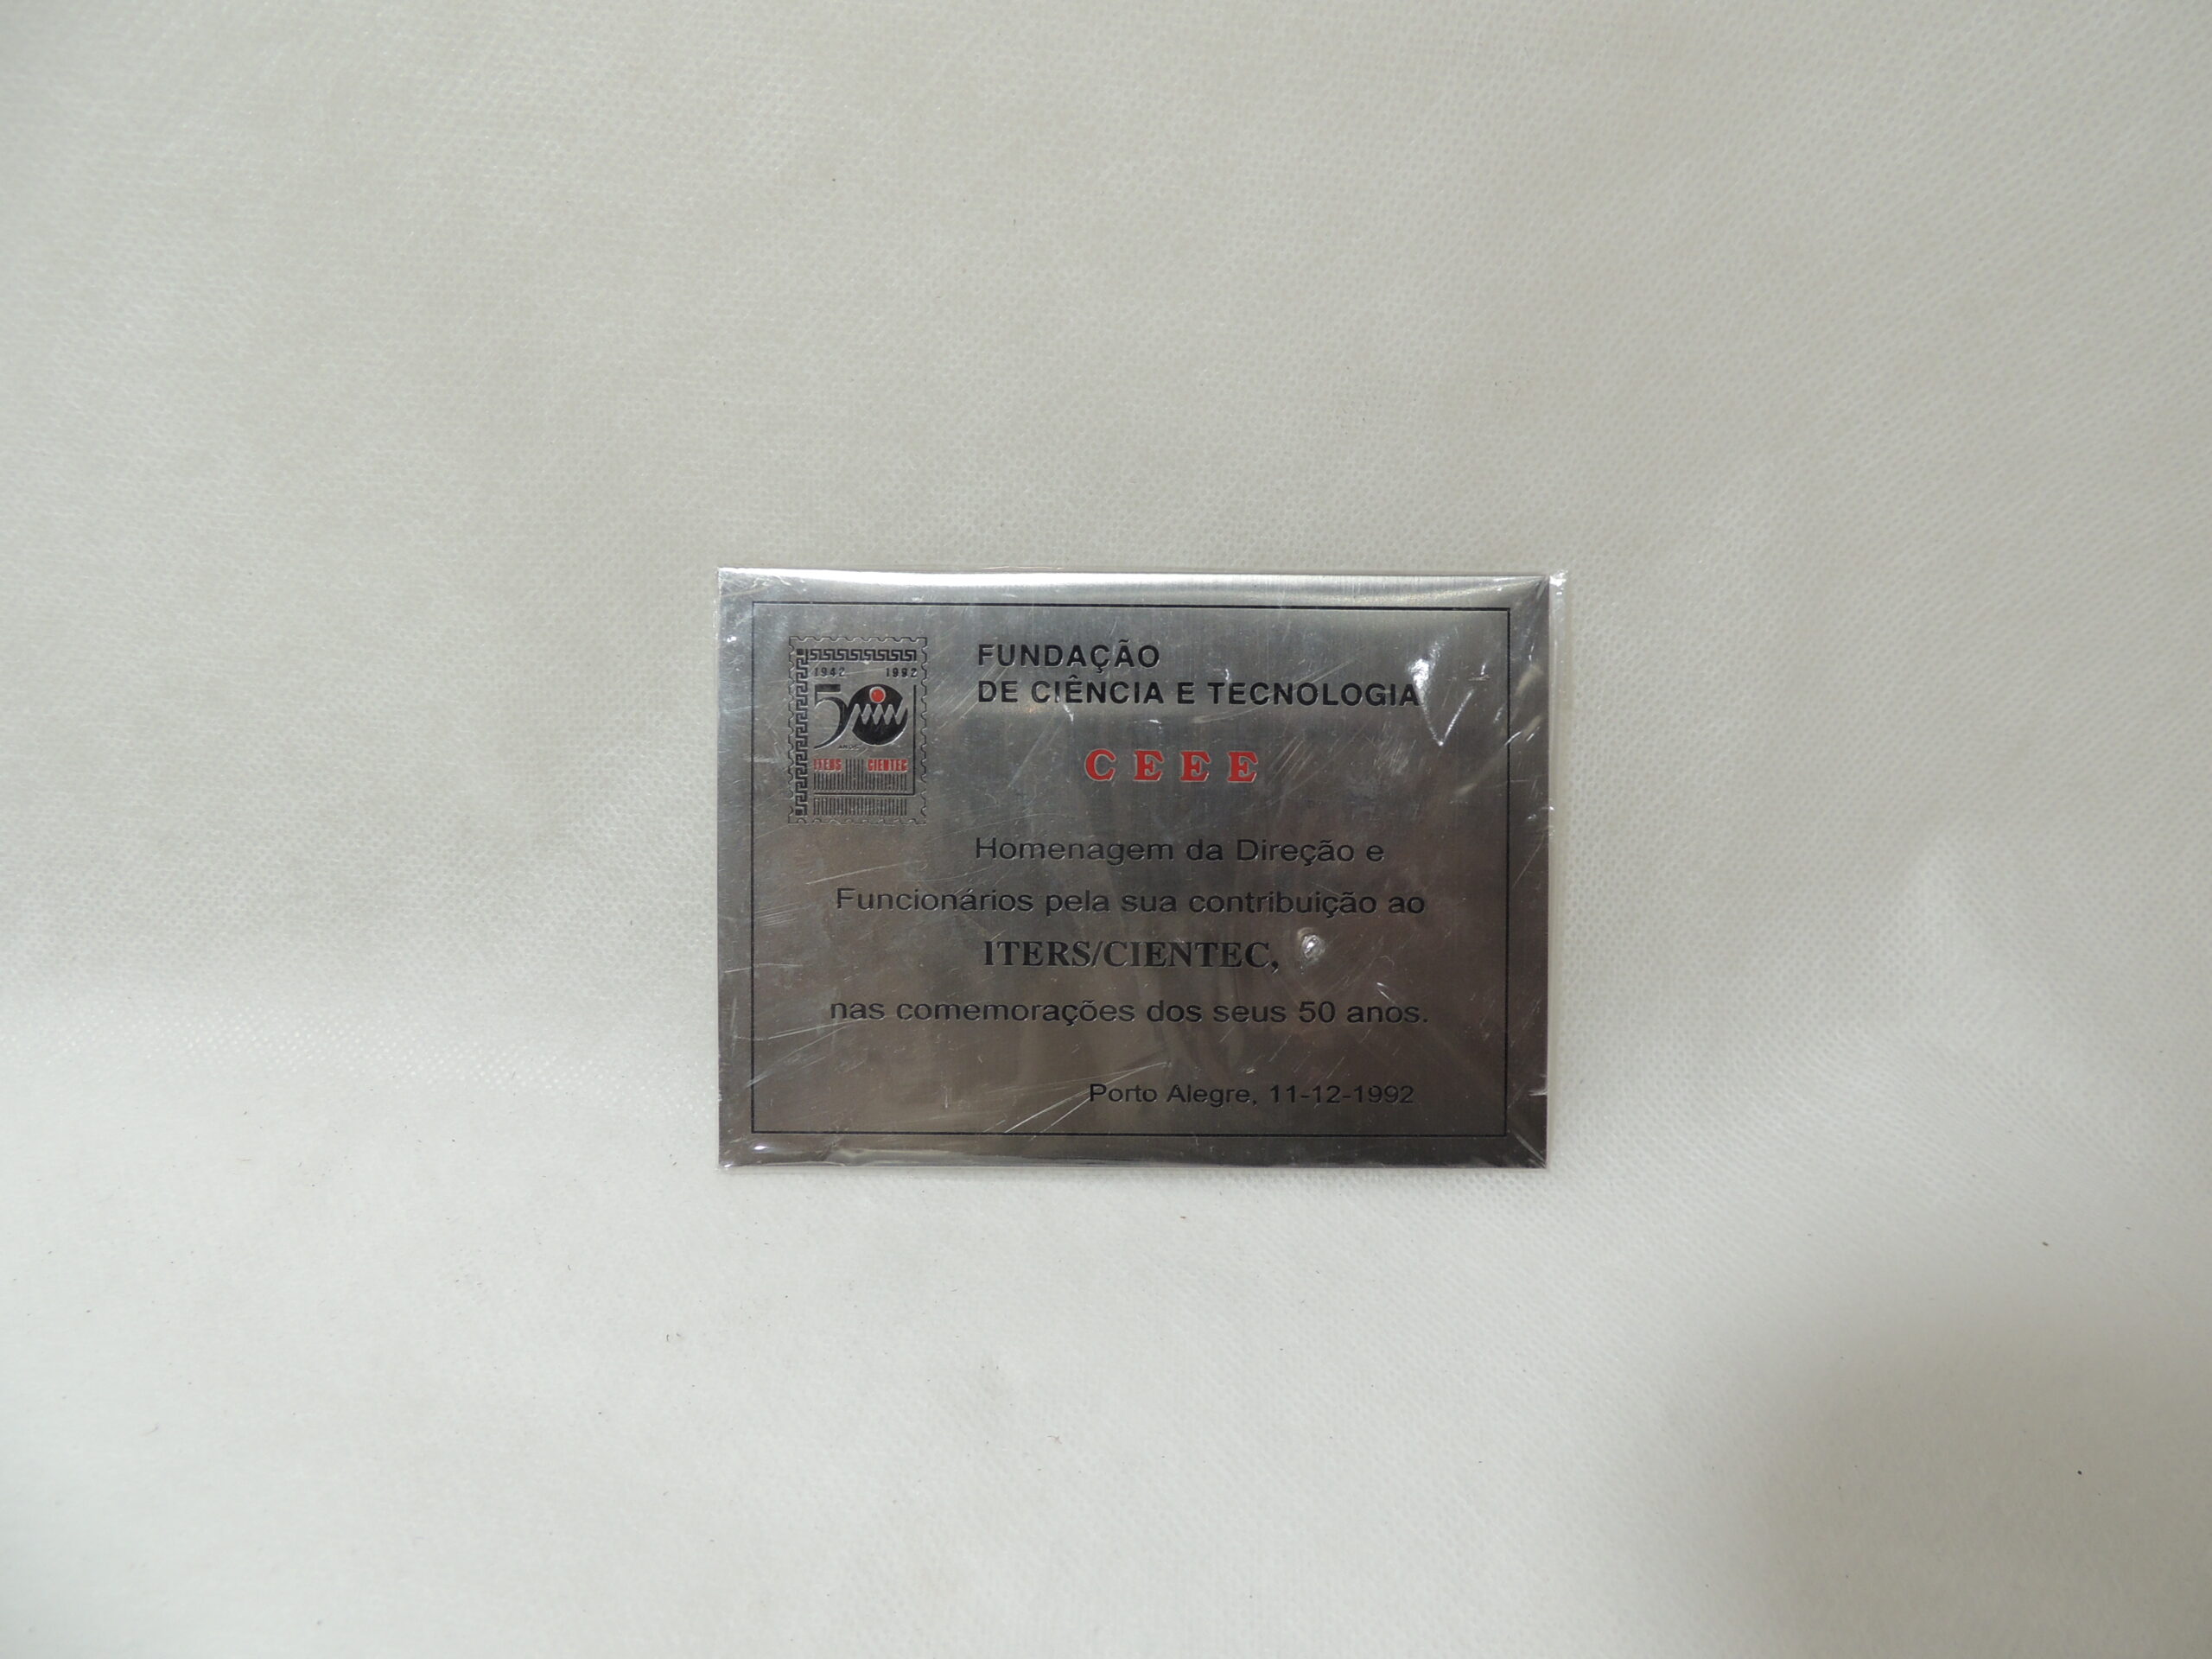 1942 1992
50
ANOS
ITERS CIENTEC
FUNDAÇÃO
DE CIÊNCIA E TECNOLOGIA
CEEE
Homenagem da Direção e
Funcionários pela sua contribuição ao
ITERS/CIENTEC,
nas comemorações dos seus 50 anos.
Porto Alegre, 11-12-1992